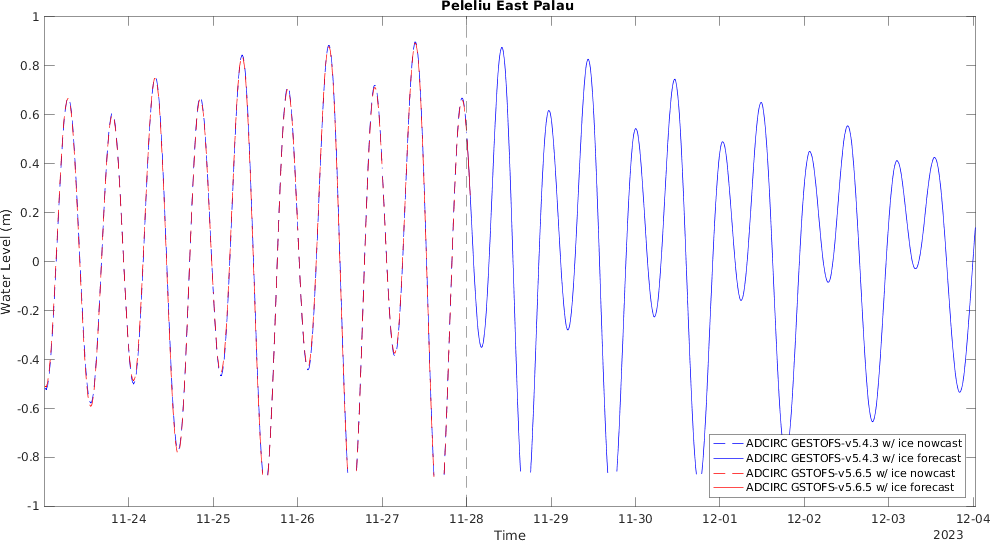 Peleliu East Palau
Water Level (m)
1
0.8
0.6
0.4
0.2
0
-0.2
-0.4
-0.6
-0.8
-1
ADCIRC GESTOFS-v5.4.3 w/ ice nowcast
ADCIRC GESTOFS-v5.4.3 w/ ice forecast
ADCIRC GSTOFS-v5.6.5 w/ ice nowcast
ADCIRC GSTOFS-v5.6.5 w/ ice forecast
11-24 11-25 11-26 11-27 11-28 11-29 11-30 12-01 12-02 12-03 12-04
Time
2023